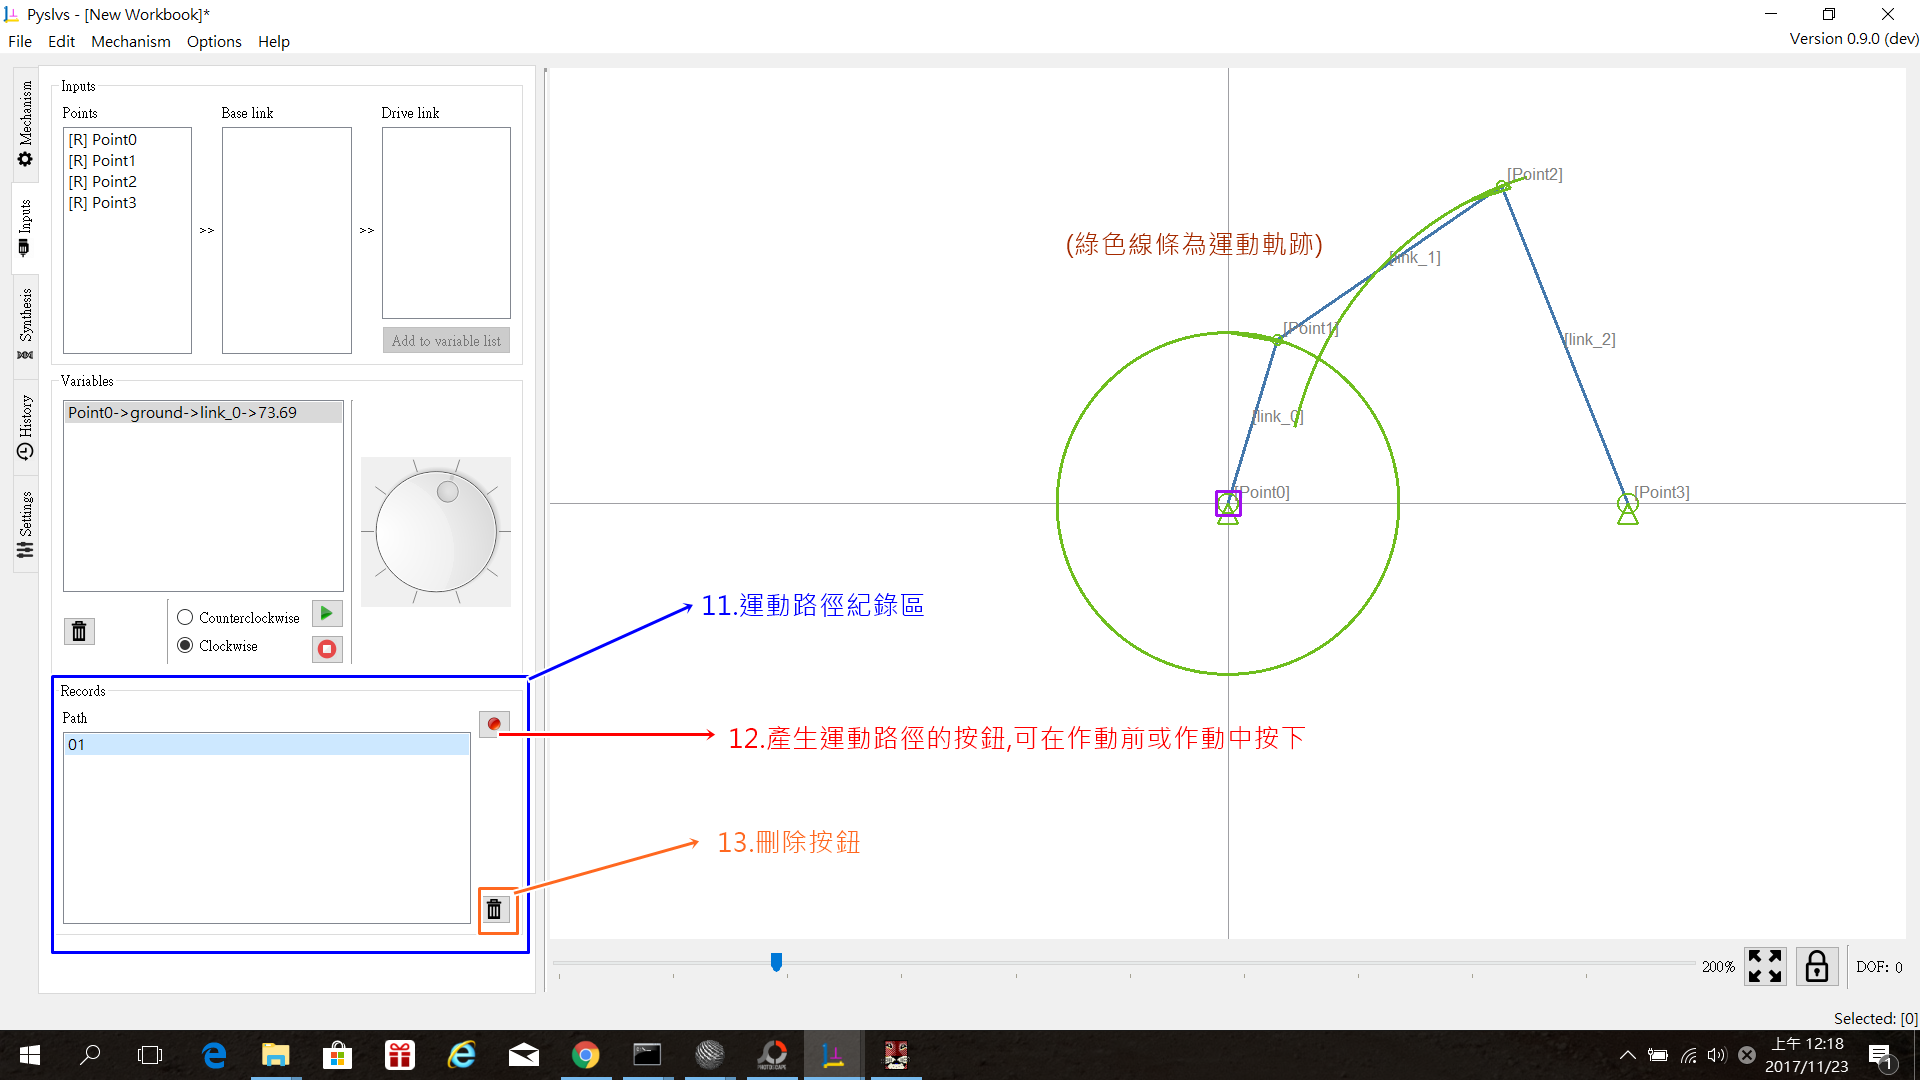 Pyslvs - [New Workbook]*
File Edit Mechanism Options Help
Version 0.9.0 (dev)
Mechanism
Inputs
Synthesis
History
Settings
Inputs
Points
Base link
Drive link
[R] Point0
[R] Point1
[R] Point2
[R] Point3
>>
>>
Add to variable list
Variables
Point0->ground->link_0->73.69
Counterclockwise
Clockwise
Records
Path
01
[Point2]
(綠色線條為運動軌跡)
[link_1]
[Point1]
[link_2]
[link_0]
[Point0]
[Point3]
11.運動路徑紀錄區
12.產生運動路徑的按鈕,可在作動前或作動中按下
13.刪除按鈕
200%
DOF: 0
Selected: [0]
PHOTOSCAPE
上午 12:18
2017/11/23
1